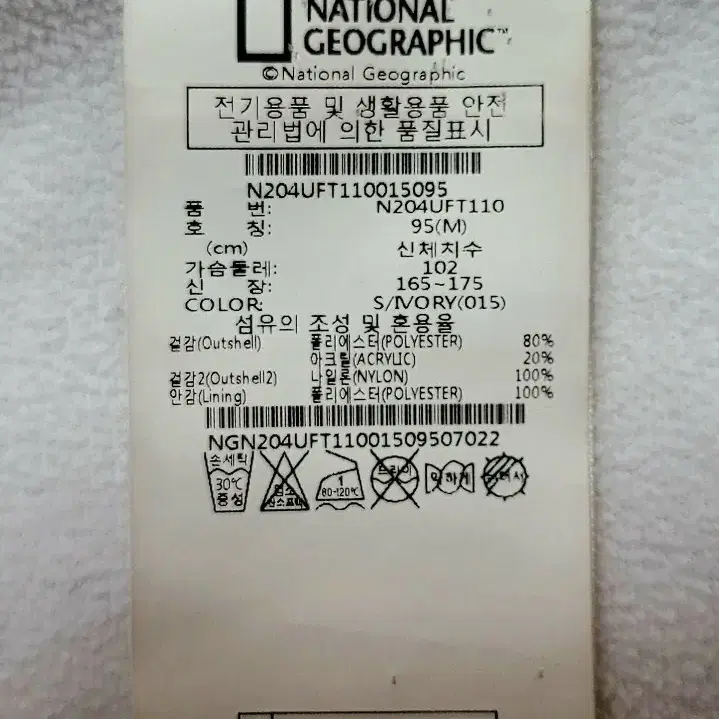 NATIONAL
GEOGRAPHIC™
©National Geographic
전기용품 및 생활용품 안전
관리법에 의한 품질표시
N204UFT110015095
품 번: N204UFT110
호 칭: 95(M)
(cm) 신체치수
가슴둘레: 102
신 장: 165~175
COLOR: S/IVORY(015)
섬유의 조성 및 혼용율
겉감(Outshell) 폴리에스터(POLYESTER) 80%
아크릴(ACRYLIC) 20%
겉감2(Outshell2) 나일론(NYLON) 100%
안감(Lining) 폴리에스터(POLYESTER) 100%
NGN204UFT11001509507022
손세탁
30℃
중성
1
80-120℃
드라이
약하게